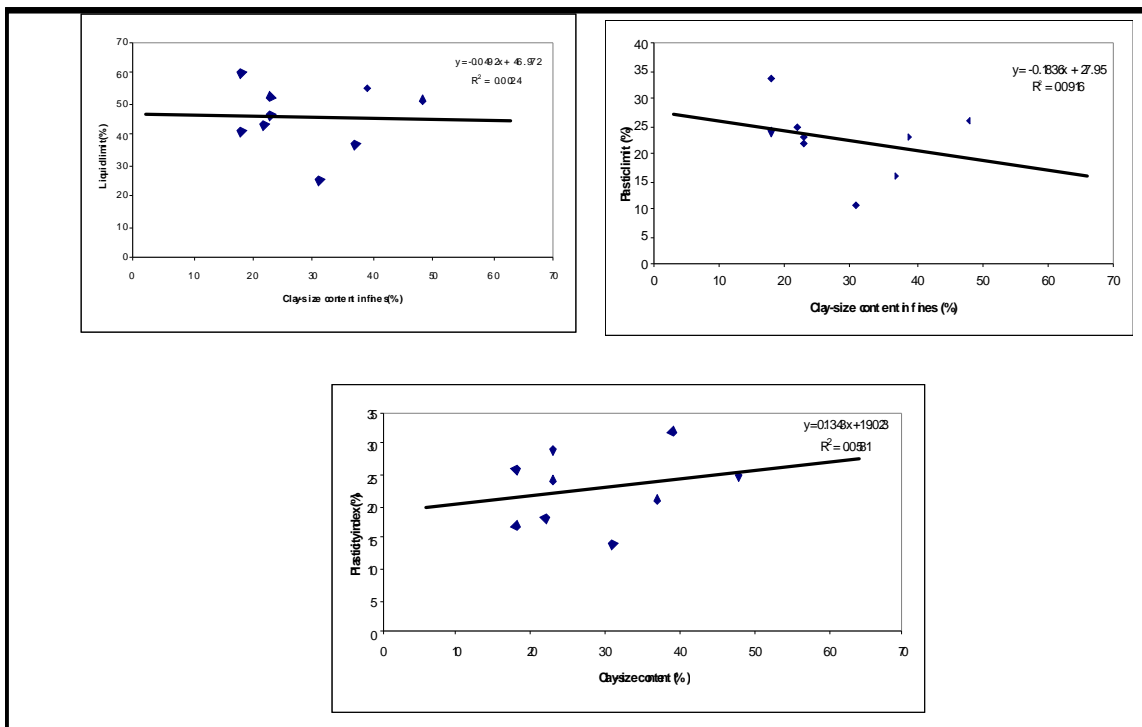 70
60
50
40
30
20
10
0
Liquid limit (%)
y = -0.0492x + 46.972
R² = 0.0024
0 10 20 30 40 50 60 70
Clay-size content in fines (%)
40
35
30
25
20
15
10
5
0
Plastic limit (%)
y = -0.1836x + 27.95
R² = 0.0916
0 10 20 30 40 50 60 70
Clay-size content in fines (%)
35
30
25
20
15
10
5
0
Plasticity index (%)
y = 0.1343x + 19.023
R² = 0.0581
0 10 20 30 40 50 60 70
Clay-size content (%)